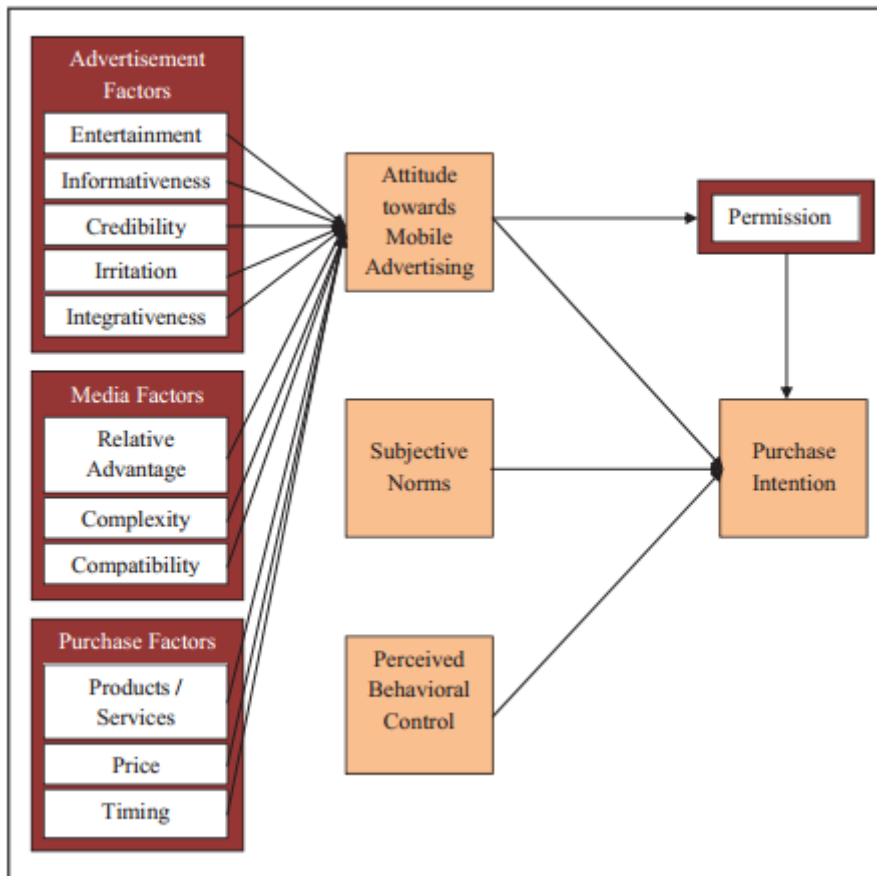 Advertisement
Factors
Entertainment
Informativeness
Credibility
Irritation
Integrativeness
Media Factors
Relative
Advantage
Complexity
Compatibility
Purchase Factors
Products /
Services
Price
Timing
Attitude
towards
Mobile
Advertising
Subjective
Norms
Perceived
Behavioral
Control
Permission
Purchase
Intention